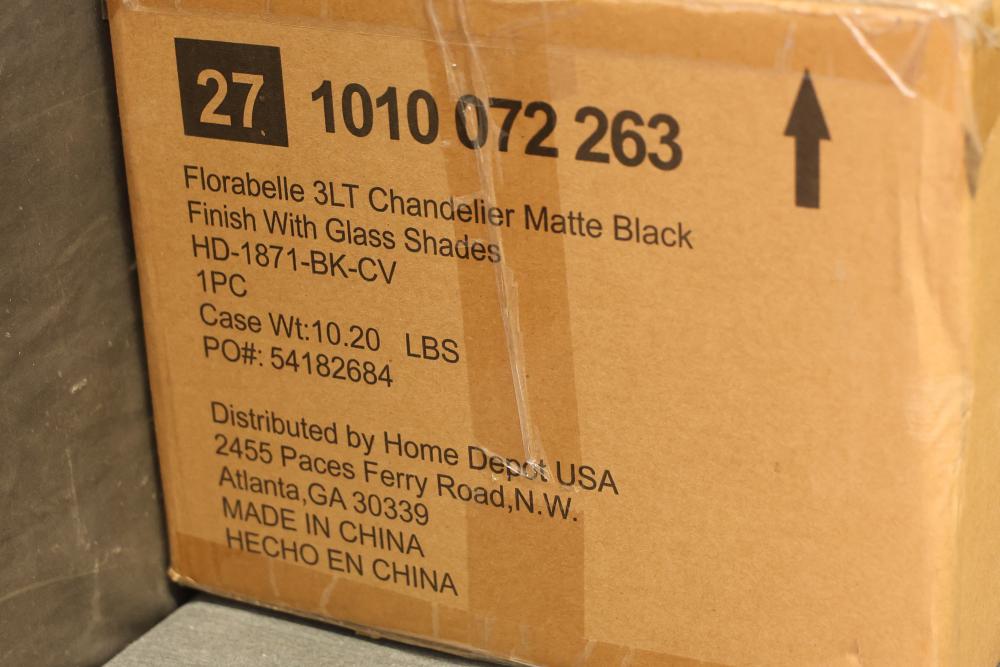 27 1010 072 263
Florabelle 3LT Chandelier Matte Black
Finish With Glass Shades
HD-1871-BK-CV
1PC
Case Wt:10.20 LBS
PO#: 54182684
Distributed by Home Depot USA
2455 Paces Ferry Road,N.W.
Atlanta,GA 30339
MADE IN CHINA
HECHO EN CHINA